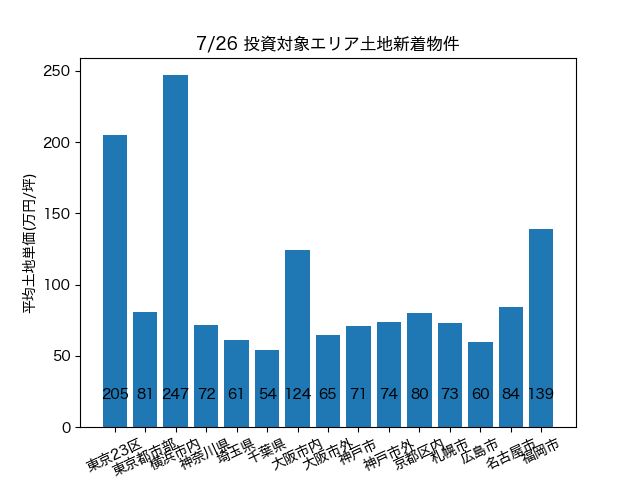 7/26 投資対象エリア土地新着物件
平均土地単価(万円/坪)
250
200
150
100
50
0
205 81 247 72 61 54 124 65 71 74 80 73 60 84 139
東京23区 東京都市部 横浜市内 神奈川県 埼玉県 千葉県 大阪市内 大阪市外 神戸市 神戸市外 京都区内 札幌市 広島市 名古屋市 福岡市